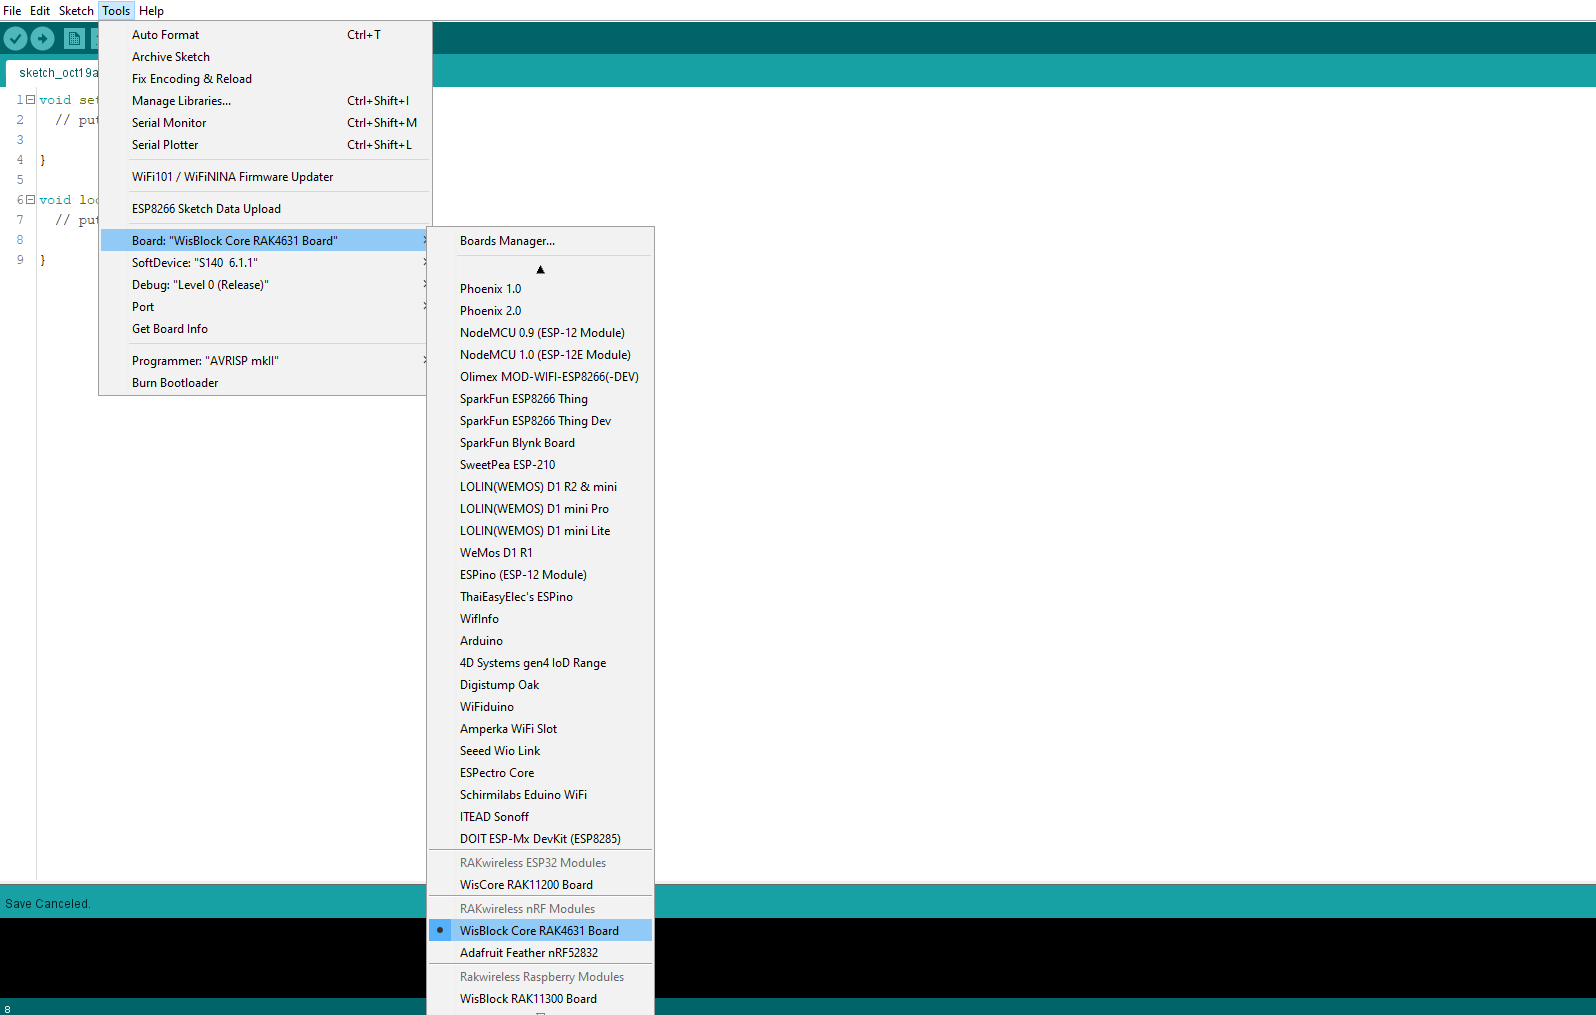 File Edit Sketch Tools Help
Auto Format Ctrl+T
Archive Sketch
Fix Encoding & Reload
Manage Libraries... Ctrl+Shift+I
Serial Monitor Ctrl+Shift+M
Serial Plotter Ctrl+Shift+L
WiFi101 / WiFiNINA Firmware Updater
ESP8266 Sketch Data Upload
Board: "WisBlock Core RAK4631 Board"
SoftDevice: "S140 6.1.1"
Debug: "Level 0 (Release)"
Port
Get Board Info
Programmer: "AVRISP mkII"
Burn Bootloader
sketch_oct19a
1 void set
2 // put
3
4 }
5
6 void loo
7 // put
8
9 }
Boards Manager...
Phoenix 1.0
Phoenix 2.0
NodeMCU 0.9 (ESP-12 Module)
NodeMCU 1.0 (ESP-12E Module)
Olimex MOD-WIFI-ESP8266(-DEV)
SparkFun ESP8266 Thing
SparkFun ESP8266 Thing Dev
SparkFun Blynk Board
SweetPea ESP-210
LOLIN(WEMOS) D1 R2 & mini
LOLIN(WEMOS) D1 mini Pro
LOLIN(WEMOS) D1 mini Lite
WeMos D1 R1
ESPino (ESP-12 Module)
ThaiEasyElec's ESPino
WifInfo
Arduino
4D Systems gen4 IoD Range
Digistump Oak
WiFiduino
Amperka WiFi Slot
Seeed Wio Link
ESPectro Core
Schirmilabs Eduino WiFi
ITEAD Sonoff
DOIT ESP-Mx DevKit (ESP8285)
RAKwireless ESP32 Modules
WisCore RAK11200 Board
RAKwireless nRF Modules
WisBlock Core RAK4631 Board
Adafruit Feather nRF52832
Rakwireless Raspberry Modules
WisBlock RAK11300 Board
Save Canceled.
8